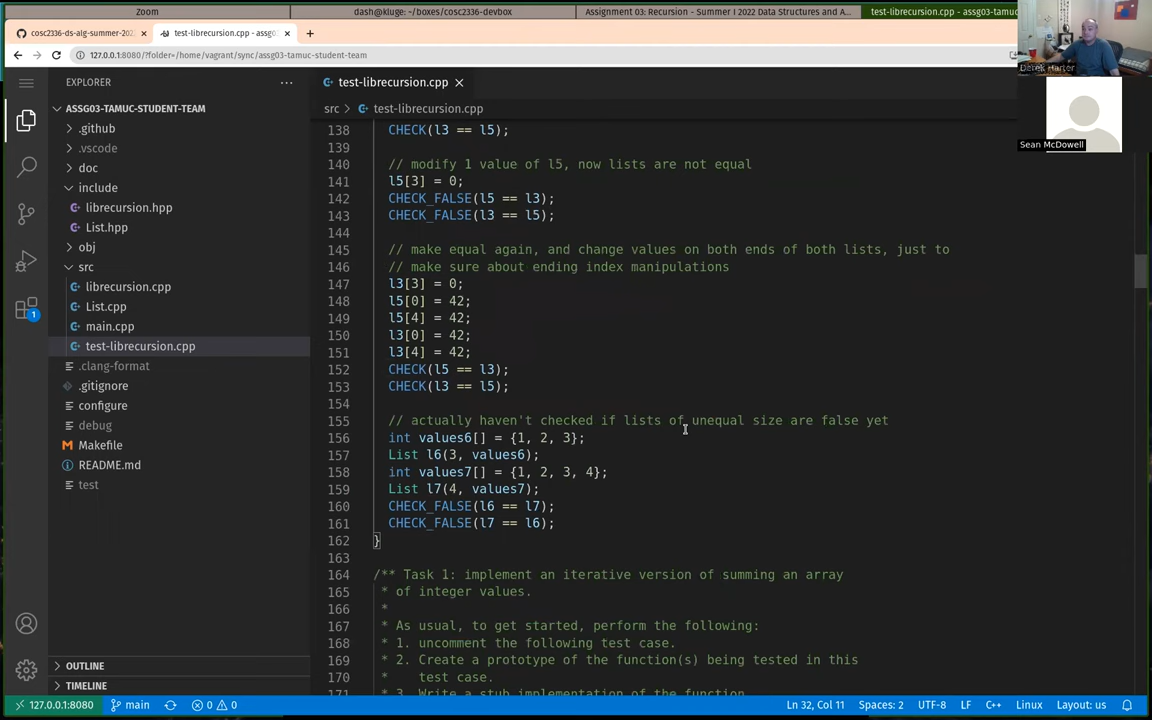 Zoom
dash@kluge: ~/boxes/cosc2336-devbox
Assignment 03: Recursion - Summer I 2022 Data Structures and A...
test-librecursion.cpp - assg03-tamuc
cosc2336-ds-alg-summer-202
test-librecursion.cpp - assg0
127.0.0.1:8080/?folder=/home/vagrant/sync/assg03-tamuc-student-team
Derek Harter
Sean McDowell
EXPLORER
ASSG03-TAMUC-STUDENT-TEAM
.github
.vscode
doc
include
librecursion.hpp
List.hpp
obj
src
librecursion.cpp
List.cpp
main.cpp
test-librecursion.cpp
.clang-format
.gitignore
configure
debug
Makefile
README.md
test
OUTLINE
TIMELINE
1
test-librecursion.cpp
src > test-librecursion.cpp
138 CHECK(l3 == l5);
139
140 // modify 1 value of l5, now lists are not equal
141 l5[3] = 0;
142 CHECK_FALSE(l5 == l3);
143 CHECK_FALSE(l3 == l5);
144
145 // make equal again, and change values on both ends of both lists, just to
146 // make sure about ending index manipulations
147 l3[3] = 0;
148 l5[0] = 42;
149 l5[4] = 42;
150 l3[0] = 42;
151 l3[4] = 42;
152 CHECK(l5 == l3);
153 CHECK(l3 == l5);
154
155 // actually haven't checked if lists of unequal size are false yet
156 int values6[] = {1, 2, 3};
157 List l6(3, values6);
158 int values7[] = {1, 2, 3, 4};
159 List l7(4, values7);
160 CHECK_FALSE(l6 == l7);
161 CHECK_FALSE(l7 == l6);
162 }
163
164 /** Task 1: implement an iterative version of summing an array
165 * of integer values.
166 *
167 * As usual, to get started, perform the following:
168 * 1. uncomment the following test case.
169 * 2. Create a prototype of the function(s) being tested in this
170 * test case.
171 * 3. Write a stub implementation of the function
127.0.0.1:8080 main 0 0 Ln 32, Col 11 Spaces: 2 UTF-8 LF C++ Linux Layout: us